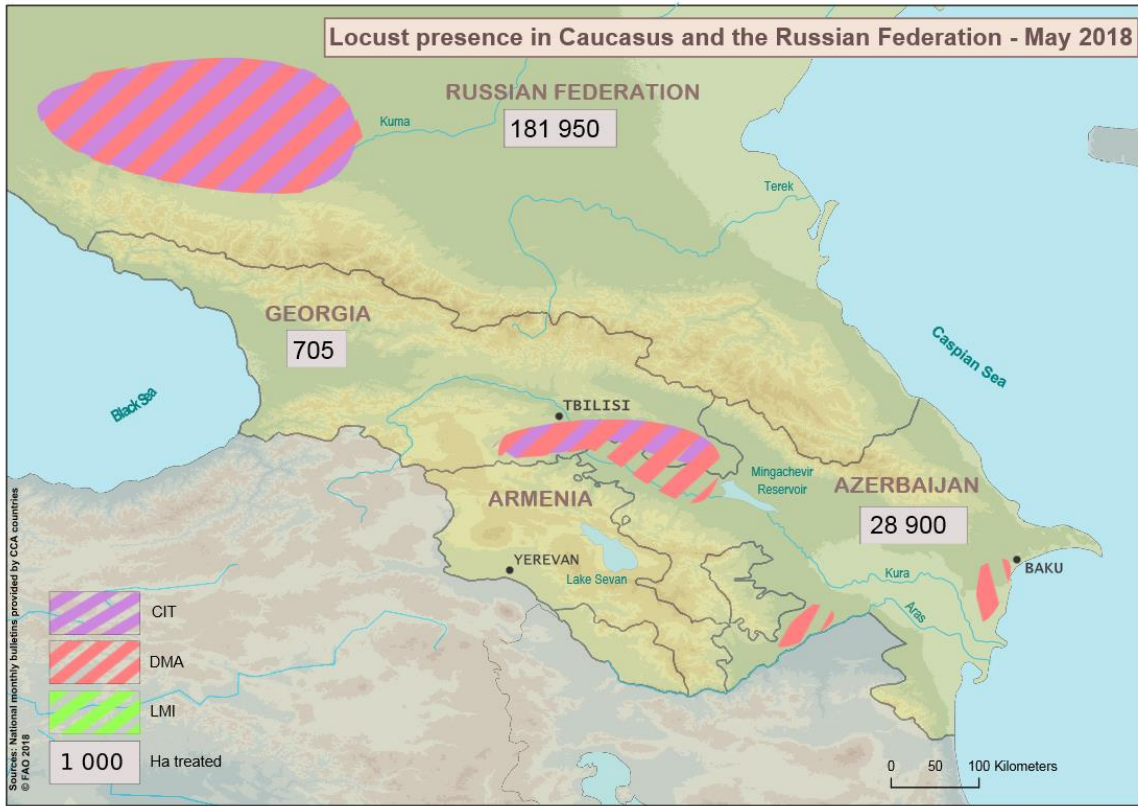 Locust presence in Caucasus and the Russian Federation - May 2018
RUSSIAN FEDERATION
181 950
Kuma
Terek
GEORGIA
705
Caspian Sea
Black Sea
TBILISI
Mingachevir
Reservoir
AZERBAIJAN
28 900
ARMENIA
YEREVAN
Lake Sevan
BAKU
Kura
Aras
CIT
DMA
LMI
1 000 Ha treated
0 50 100 Kilometers
Sources: National monthly bulletins provided by CCA countries
© FAO 2018